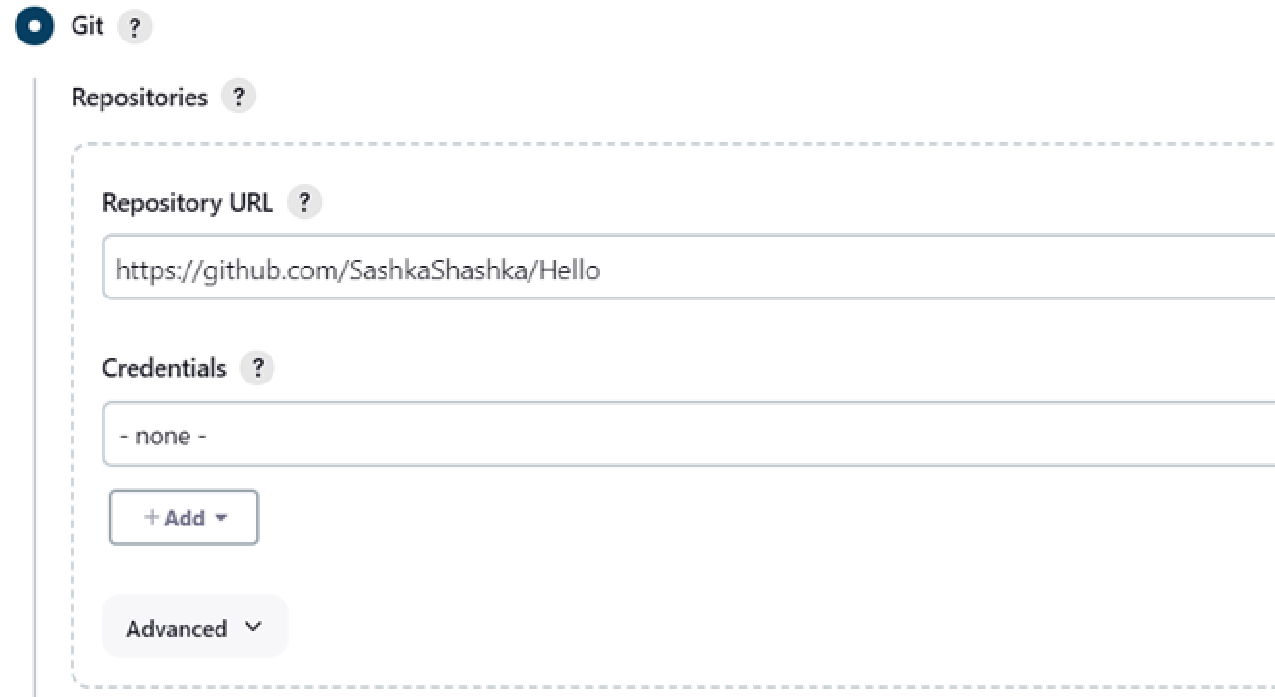 Git ?
Repositories ?
Repository URL ?
https://github.com/SashkaShashka/Hello
Credentials ?
- none -
+ Add
Advanced